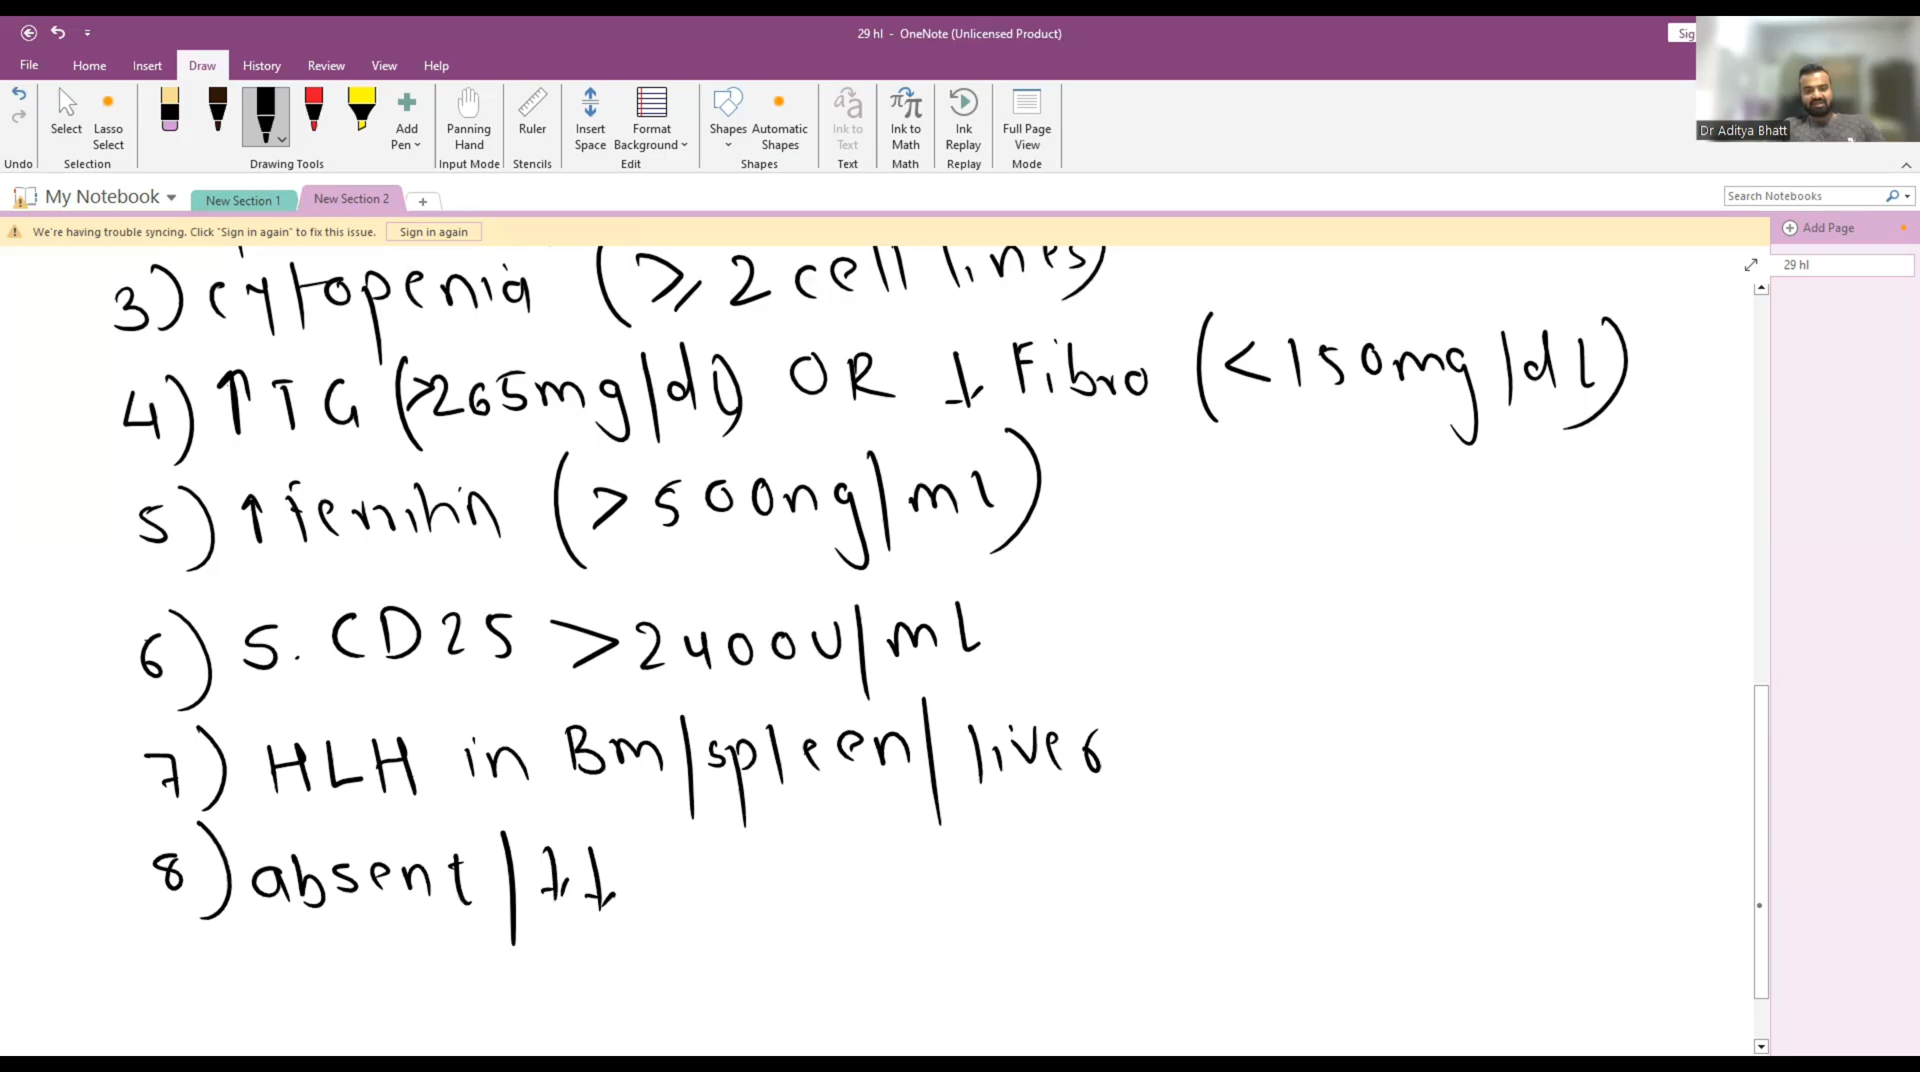 29 hl - OneNote (Unlicensed Product)
Sig
Dr Aditya Bhatt
File Home Insert Draw History Review View Help
Undo
Select
Lasso Select
Selection
Drawing Tools
Add Pen
Panning Hand
Input Mode
Ruler
Stencils
Insert Space
Format Background
Edit
Shapes
Automatic Shapes
Shapes
Ink to Text
Text
Ink to Math
Math
Ink Replay
Replay
Full Page View
Mode
My Notebook New Section 1 New Section 2
Search Notebooks
We're having trouble syncing. Click "Sign in again" to fix this issue. Sign in again
Add Page
29 hl
3) cytopenia (≥ 2 cell lines)
4) ↑ TG (>265mg/dl) OR ↓ Fibro (<150mg/dL)
5) ↑ ferritin (>500ng/mL)
6) S. CD25 >2400U/mL
7) HLH in Bm/spleen/liver
8) absent/↓↓